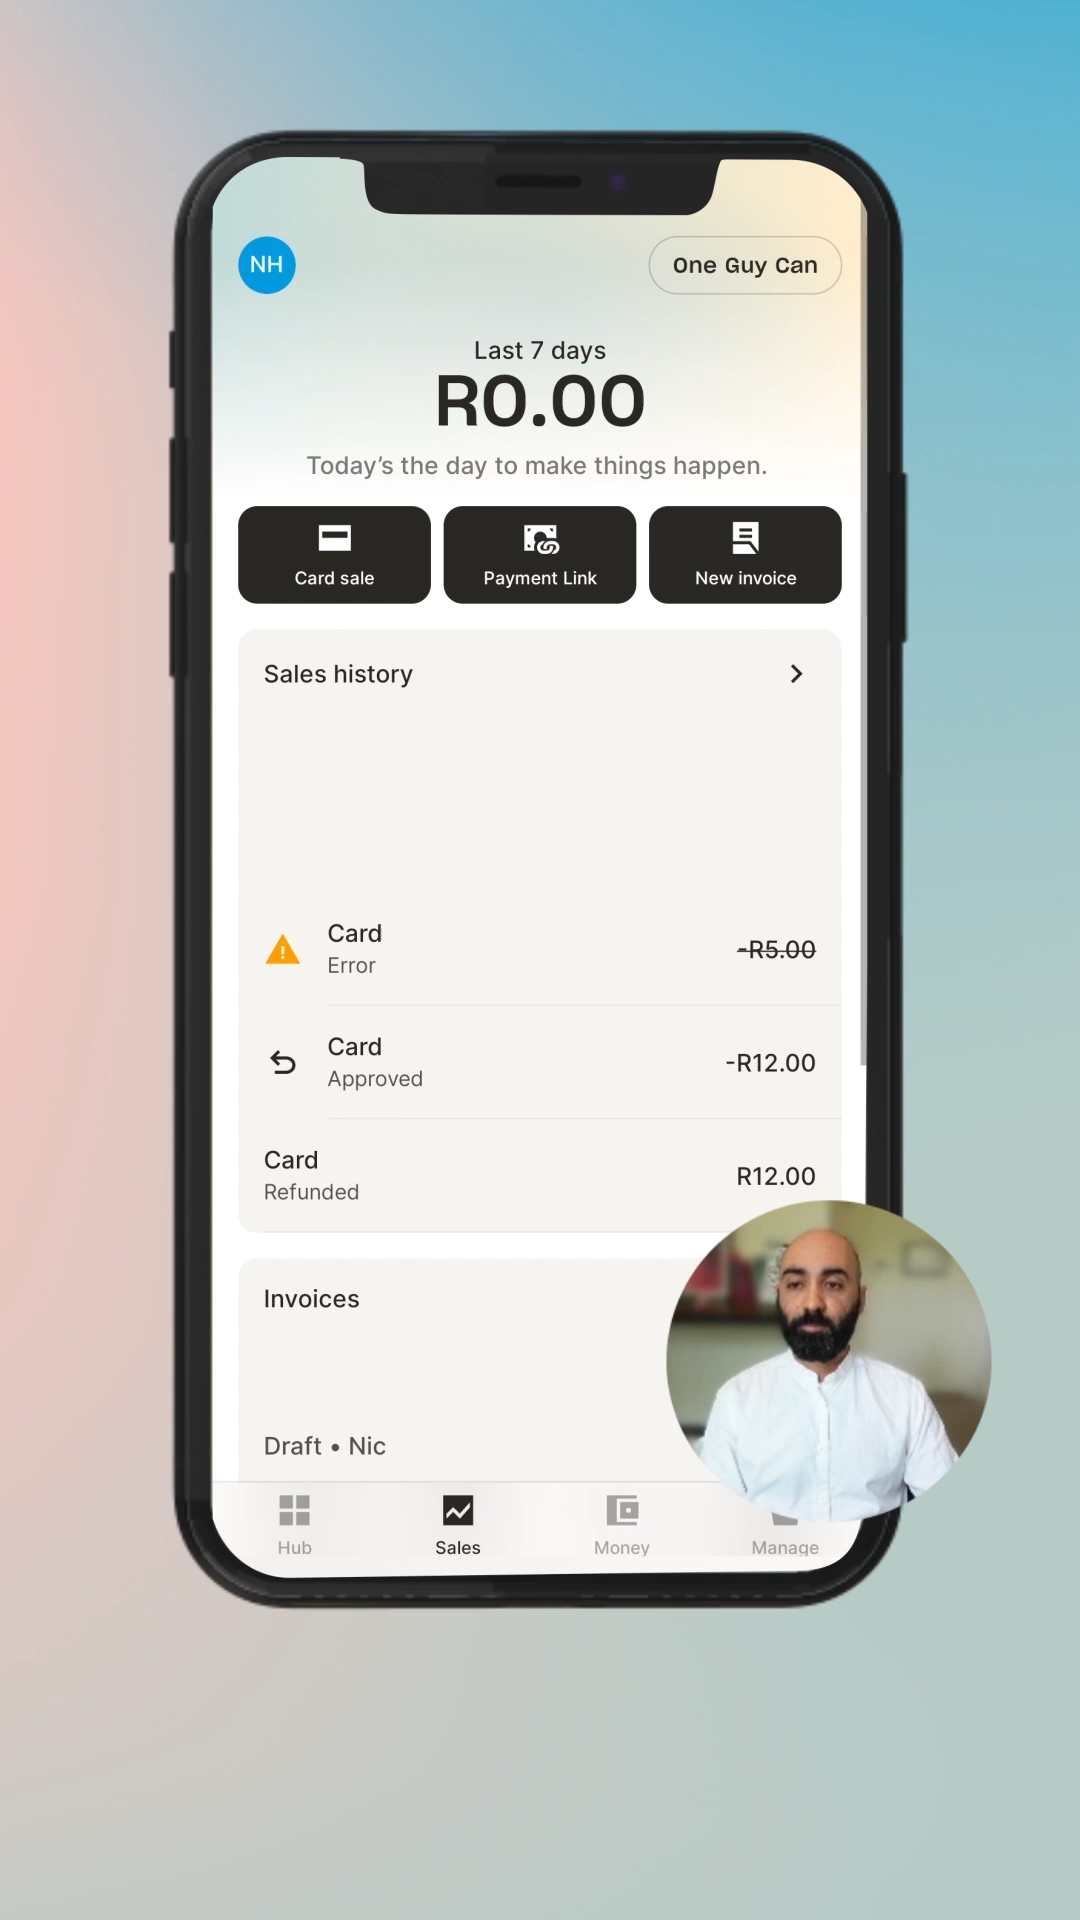 NH
One Guy Can
Last 7 days
R0.00
Today's the day to make things happen.
Card sale
Payment Link
New invoice
Sales history
Card
Error
-R5.00
Card
Approved
-R12.00
Card
Refunded
R12.00
Invoices
Draft • Nic
Hub
Sales
Money
Manage